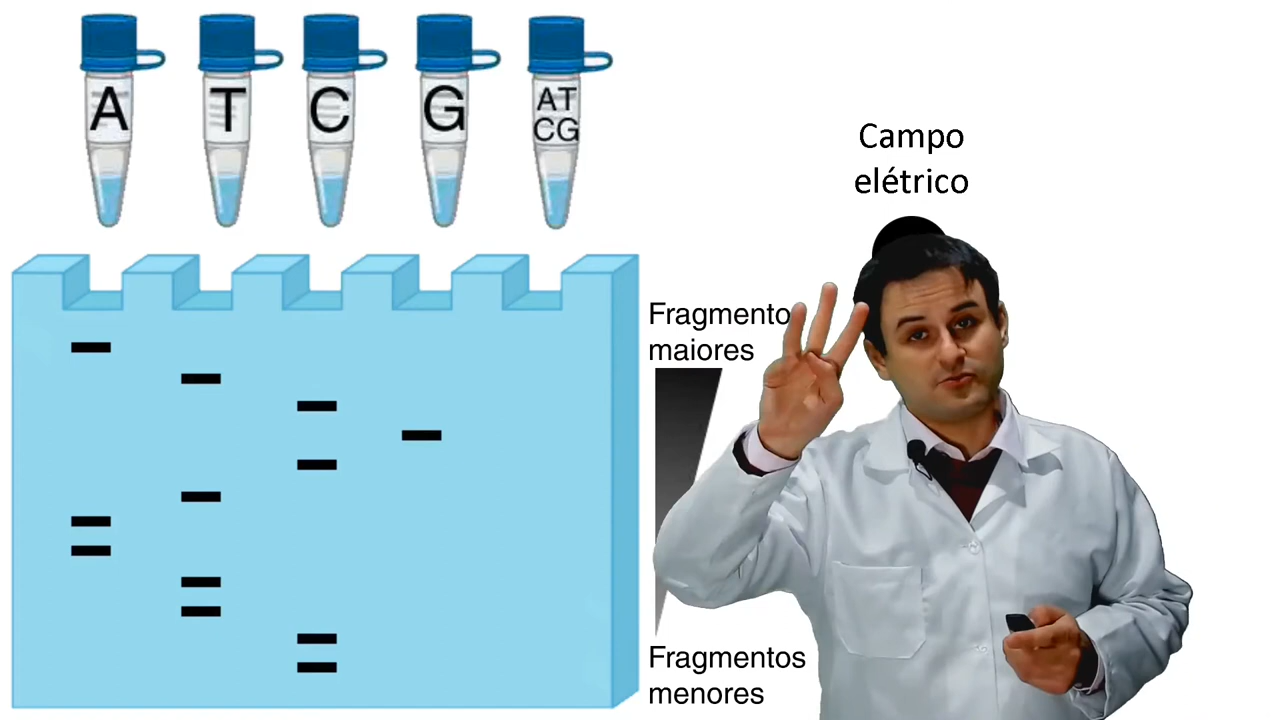 A
T
C
G
AT
CG
Campo
elétrico
Fragmento
maiores
Fragmentos
menores